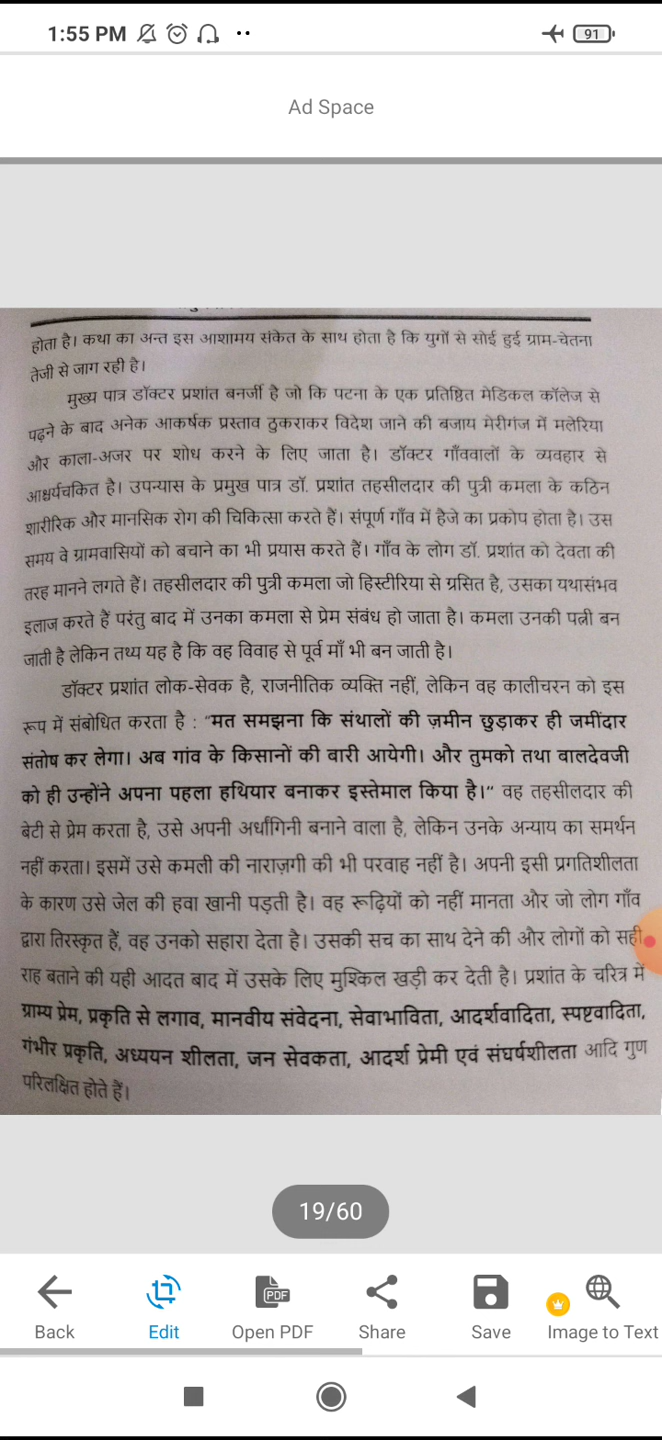 1:55 PM
91
Ad Space
होता है। कथा का अन्त इस आशामय संकेत के साथ होता है कि युगों से सोई हुई ग्राम-चेतना
तेजी से जाग रही है।
मुख्य पात्र डॉक्टर प्रशांत बनर्जी है जो कि पटना के एक प्रतिष्ठित मेडिकल कॉलेज से
पढ़ने के बाद अनेक आकर्षक प्रस्ताव ठुकराकर विदेश जाने की बजाय मेरीगंज में मलेरिया
और काला-अजर पर शोध करने के लिए जाता है। डॉक्टर गाँववालों के व्यवहार से
आश्चर्यचकित है। उपन्यास के प्रमुख पात्र डॉ. प्रशांत तहसीलदार की पुत्री कमला के कठिन
शारीरिक और मानसिक रोग की चिकित्सा करते हैं। संपूर्ण गाँव में हैजे का प्रकोप होता है। उस
समय वे ग्रामवासियों को बचाने का भी प्रयास करते हैं। गाँव के लोग डॉ. प्रशांत को देवता की
तरह मानने लगते हैं। तहसीलदार की पुत्री कमला जो हिस्टीरिया से ग्रसित है, उसका यथासंभव
इलाज करते हैं परंतु बाद में उनका कमला से प्रेम संबंध हो जाता है। कमला उनकी पत्नी बन
जाती है लेकिन तथ्य यह है कि वह विवाह से पूर्व माँ भी बन जाती है।
डॉक्टर प्रशांत लोक-सेवक है, राजनीतिक व्यक्ति नहीं, लेकिन वह कालीचरन को इस
रूप में संबोधित करता है : "मत समझना कि संथालों की ज़मीन छुड़ाकर ही जमींदार
संतोष कर लेगा। अब गांव के किसानों की बारी आयेगी। और तुमको तथा बालदेवजी
को ही उन्होंने अपना पहला हथियार बनाकर इस्तेमाल किया है।" वह तहसीलदार की
बेटी से प्रेम करता है, उसे अपनी अर्धांगिनी बनाने वाला है, लेकिन उनके अन्याय का समर्थन
नहीं करता। इसमें उसे कमली की नाराज़गी की भी परवाह नहीं है। अपनी इसी प्रगतिशीलता
के कारण उसे जेल की हवा खानी पड़ती है। वह रूढ़ियों को नहीं मानता और जो लोग गाँव
द्वारा तिरस्कृत हैं, वह उनको सहारा देता है। उसकी सच का साथ देने की और लोगों को सही
राह बताने की यही आदत बाद में उसके लिए मुश्किल खड़ी कर देती है। प्रशांत के चरित्र में
ग्राम्य प्रेम, प्रकृति से लगाव, मानवीय संवेदना, सेवाभाविता, आदर्शवादिता, स्पष्टवादिता,
गंभीर प्रकृति, अध्ययन शीलता, जन सेवकता, आदर्श प्रेमी एवं संघर्षशीलता आदि गुण
परिलक्षित होते हैं।
19/60
PDF
Back
Edit
Open PDF
Share
Save
Image to Text